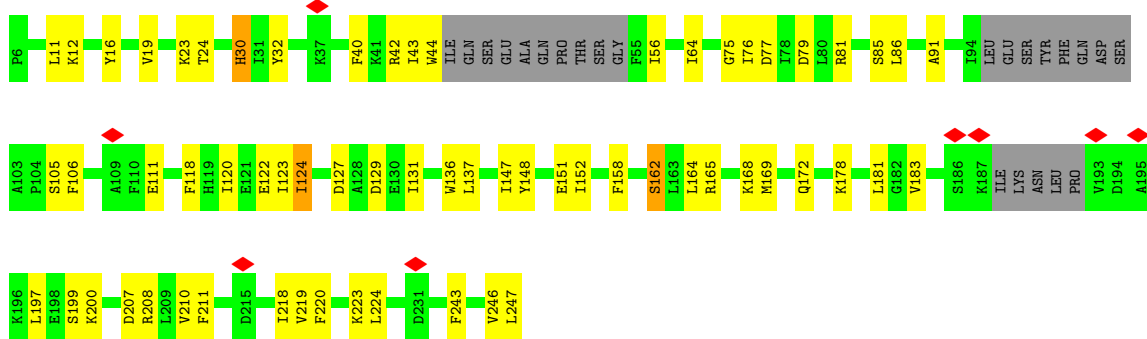 P6 L11 K12 Y16 V19 K23 T24 H30 I31 Y32 K37 F40 K41 R42 I43 W44 ILE GLN SER GLU ALA GLN PRO THR SER GLY F55 I56 I64 G75 I76 D77 I78 D79 L80 R81 S85 L86 A91 I94 LEU GLU SER TYR PHE GLN ASP SER
A103 P104 S105 F106 A109 F110 E111 F118 H119 I120 E121 E122 I123 I124 D127 A128 D129 E130 I131 W136 L137 I147 Y148 E151 I152 F158 S162 L163 L164 R165 K168 M169 Q172 K178 L181 G182 V183 S186 K187 ILE LYS ASN LEU PRO V193 D194 A195
K196 L197 E198 S199 K200 D207 R208 L209 V210 F211 D215 I218 V219 F220 K223 L224 D231 F243 V246 L247